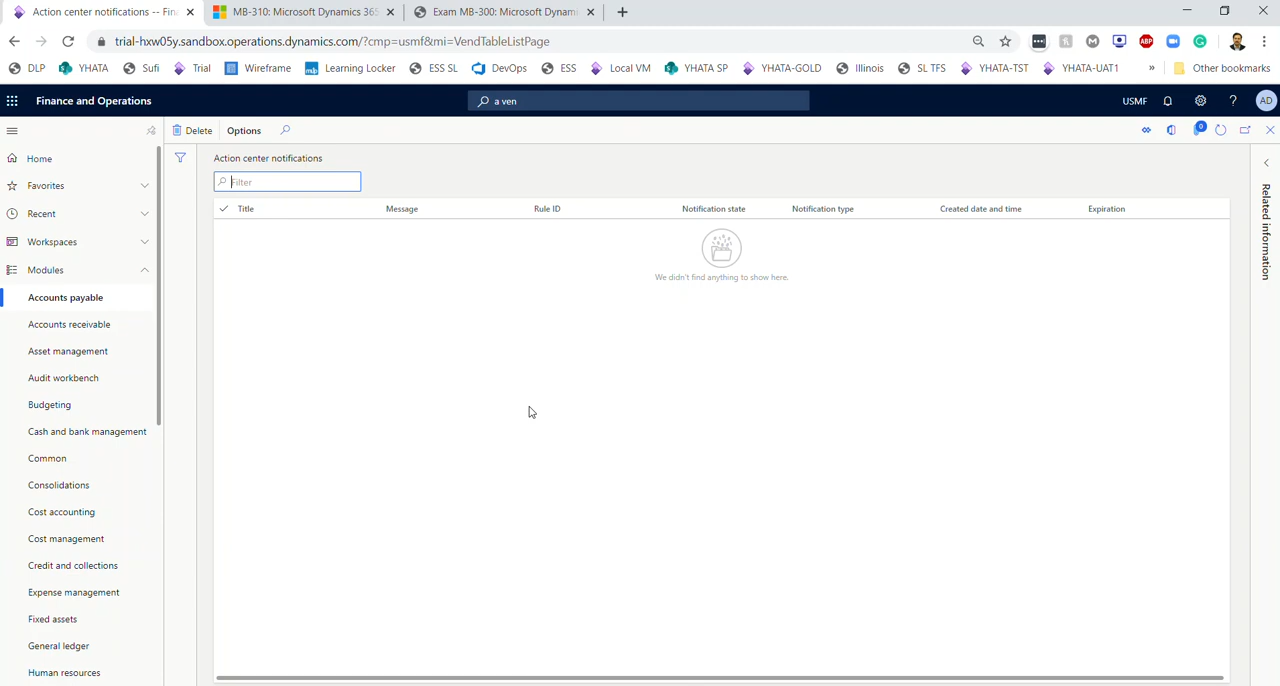 Action center notifications -- Fina
MB-310: Microsoft Dynamics 365
Exam MB-300: Microsoft Dynami
trial-hxw05y.sandbox.operations.dynamics.com/?cmp=usmf&mi=VendTableListPage
ABP
DLP YHATA Sufi Trial Wireframe Learning Locker ESS SL DevOps ESS Local VM YHATA SP YHATA-GOLD Illinois SL TFS YHATA-TST YHATA-UAT1 » Other bookmarks
Finance and Operations
a ven
USMF
?
AD
Delete Options
0
Home
Favorites
Recent
Workspaces
Modules
Accounts payable
Accounts receivable
Asset management
Audit workbench
Budgeting
Cash and bank management
Common
Consolidations
Cost accounting
Cost management
Credit and collections
Expense management
Fixed assets
General ledger
Human resources
Action center notifications
Filter
Title Message Rule ID Notification state Notification type Created date and time Expiration
We didn't find anything to show here.
Related information